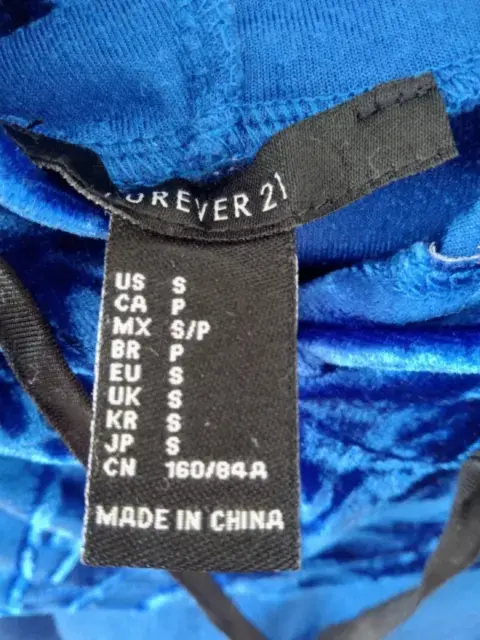 FOREVER 21
US S
CA P
MX S/P
BR P
EU S
UK S
KR S
JP S
CN 160/84A
MADE IN CHINA